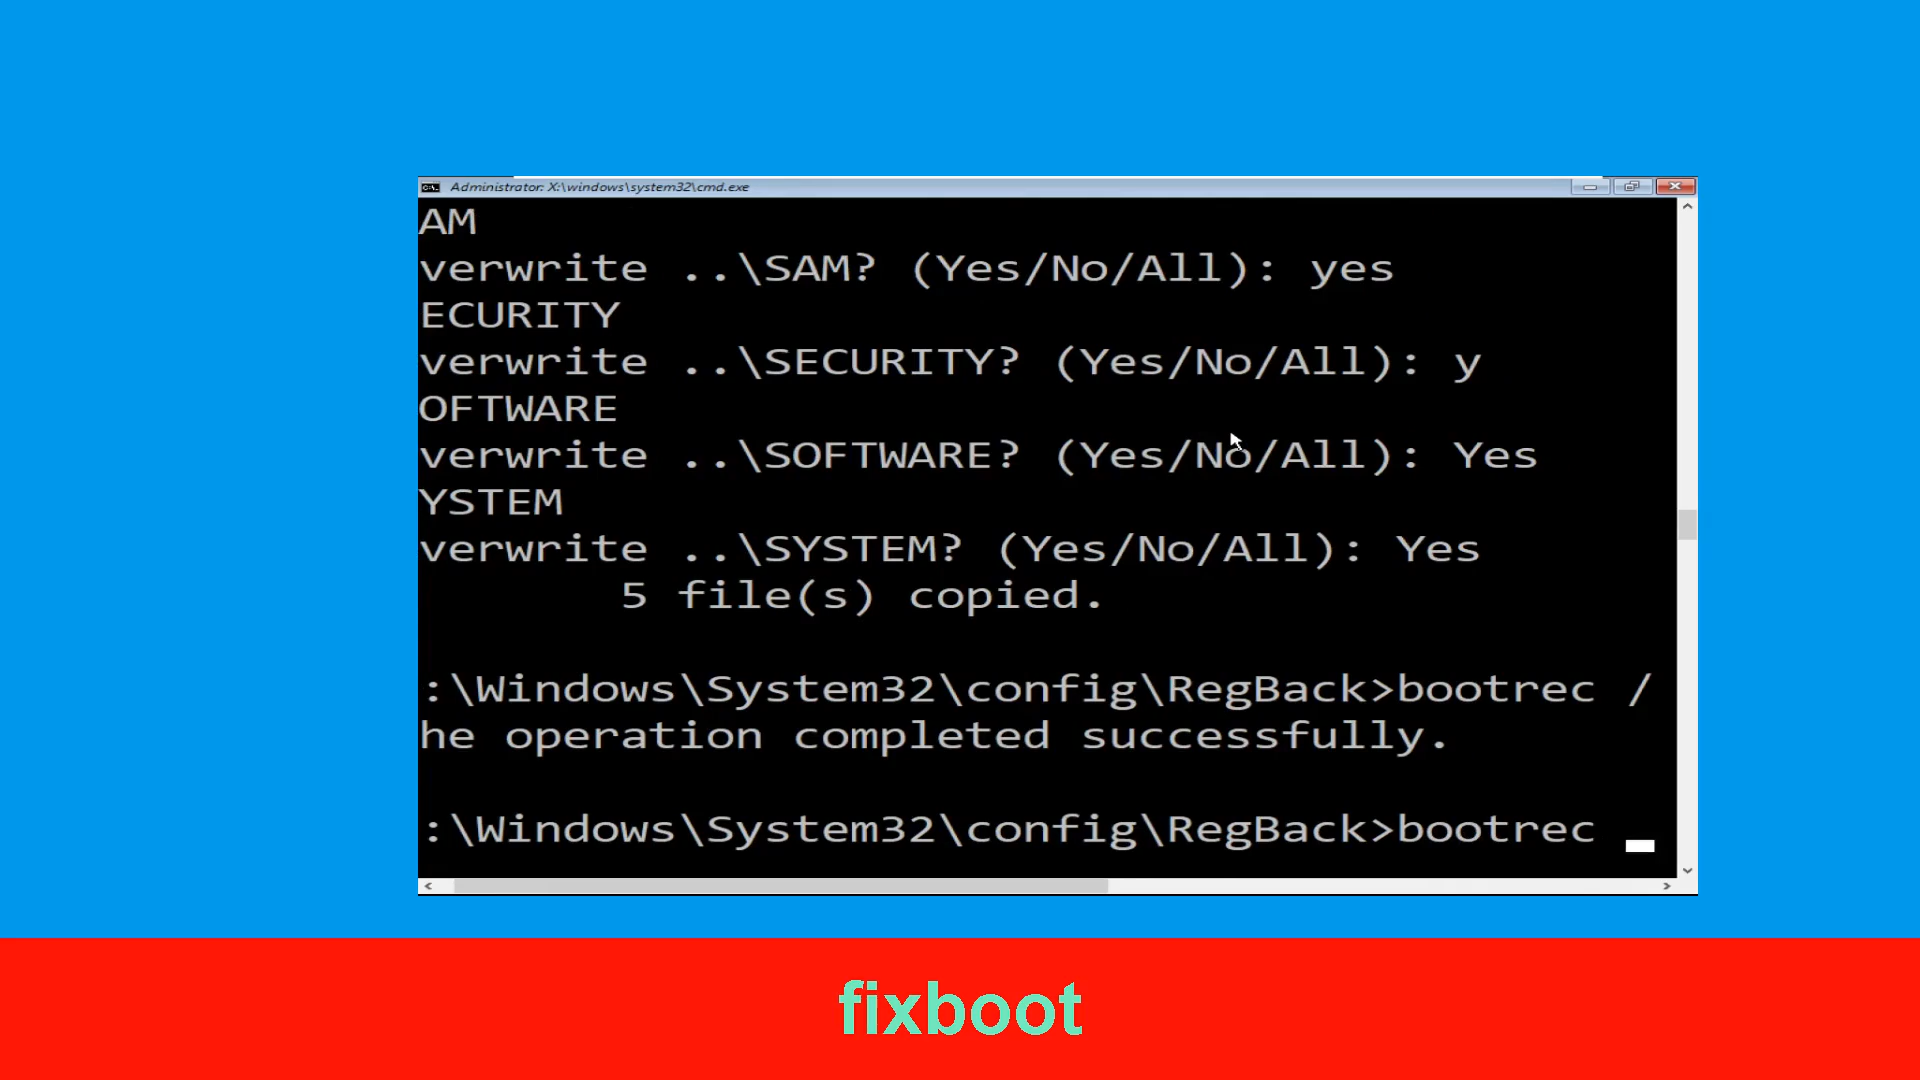 Administrator: X:\windows\system32\cmd.exe
AM
verwrite ..\SAM? (Yes/No/All): yes
ECURITY
verwrite ..\SECURITY? (Yes/No/All): y
OFTWARE
verwrite ..\SOFTWARE? (Yes/No/All): Yes
YSTEM
verwrite ..\SYSTEM? (Yes/No/All): Yes
5 file(s) copied.
:\Windows\System32\config\RegBack>bootrec /
he operation completed successfully.
:\Windows\System32\config\RegBack>bootrec
fixboot